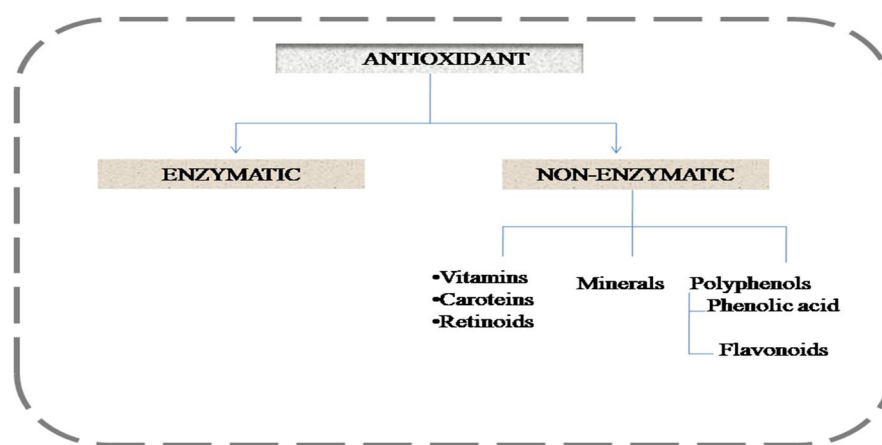 ANTIOXIDANT
ENZYMATIC
NON-ENZYMATIC
•Vitamins
•Caroteins
•Retinoids
Minerals
Polyphenols
Phenolic acid
Flavonoids